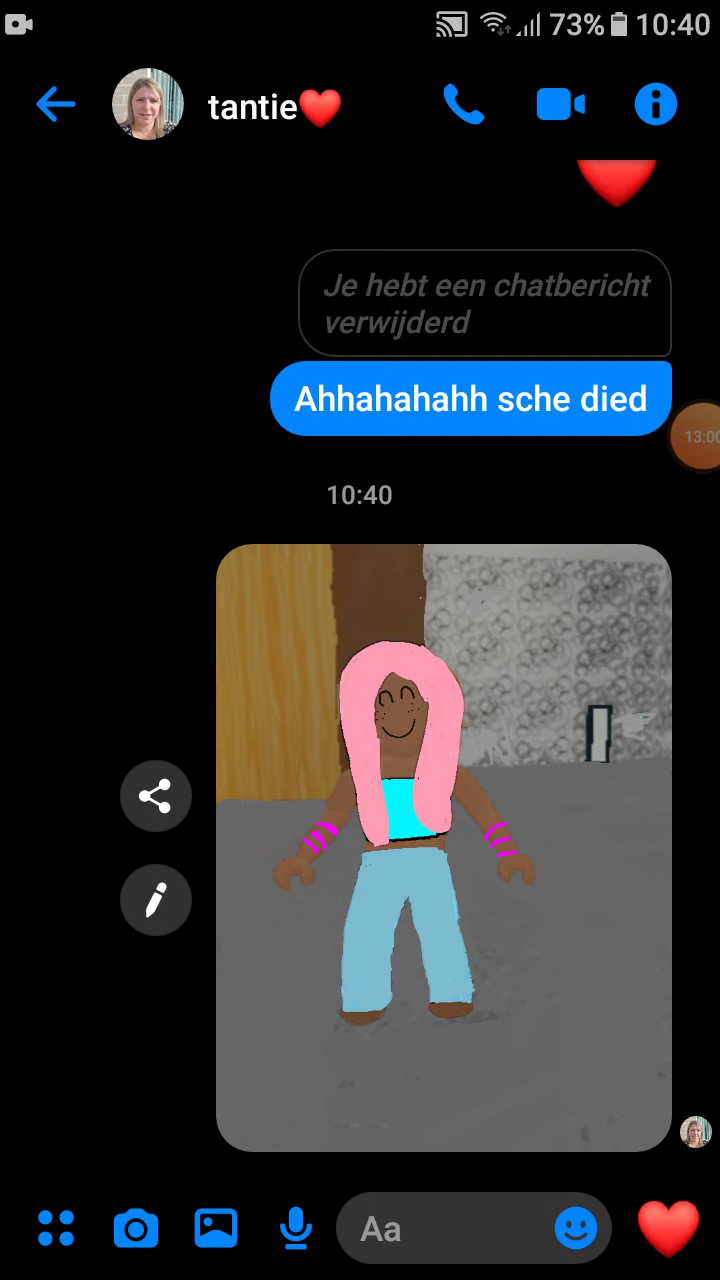 73% 10:40
tantie❤️
Je hebt een chatbericht
verwijderd
Ahhahahahh sche died
13:00
10:40
Aa